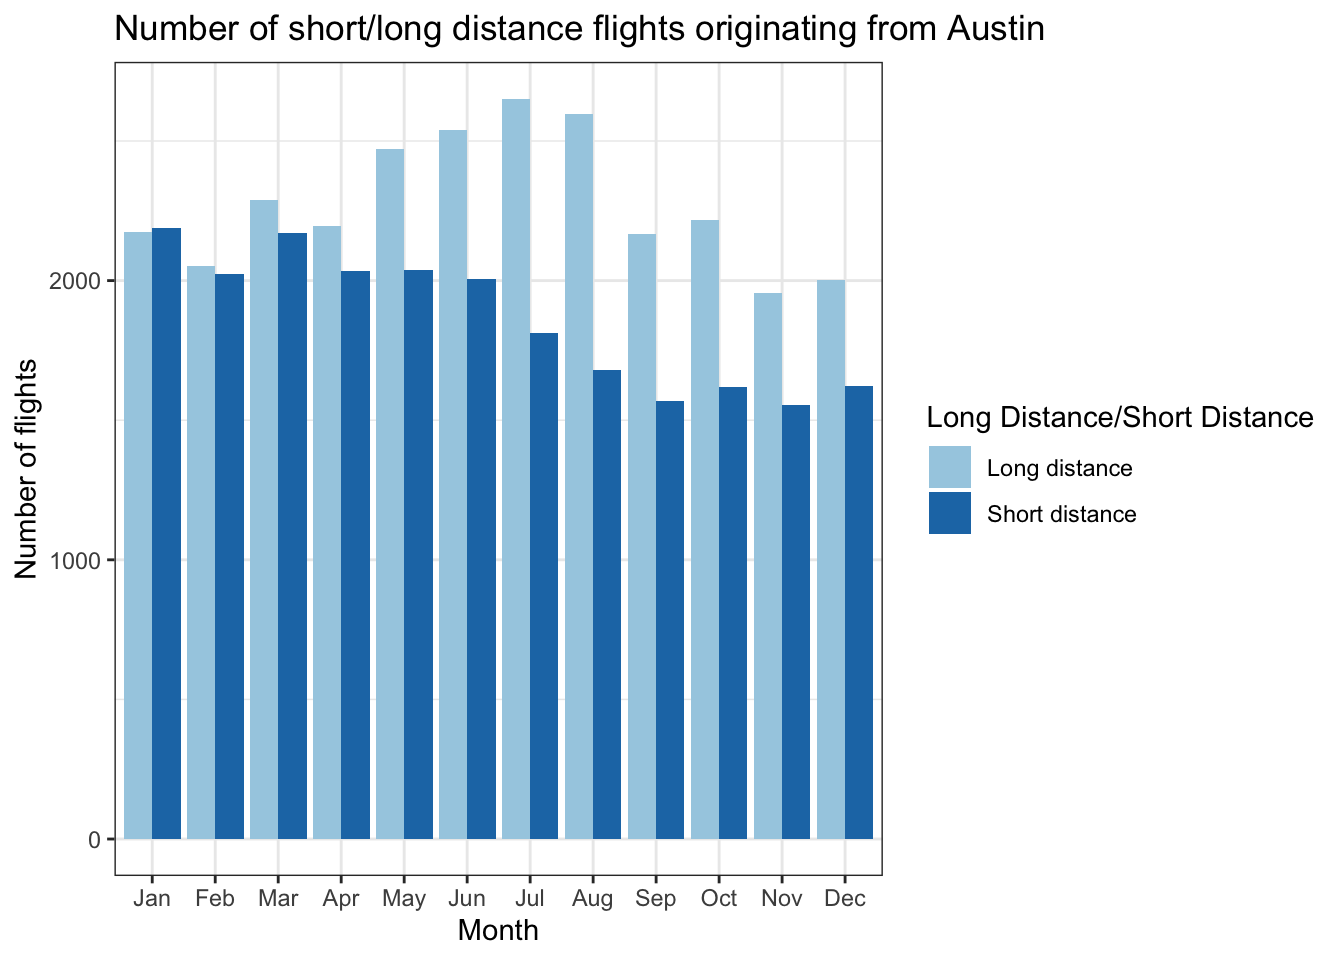 Number of short/long distance flights originating from Austin
Number of flights
2000
1000
0
Jan Feb Mar Apr May Jun Jul Aug Sep Oct Nov Dec
Month
Long Distance/Short Distance
Long distance
Short distance